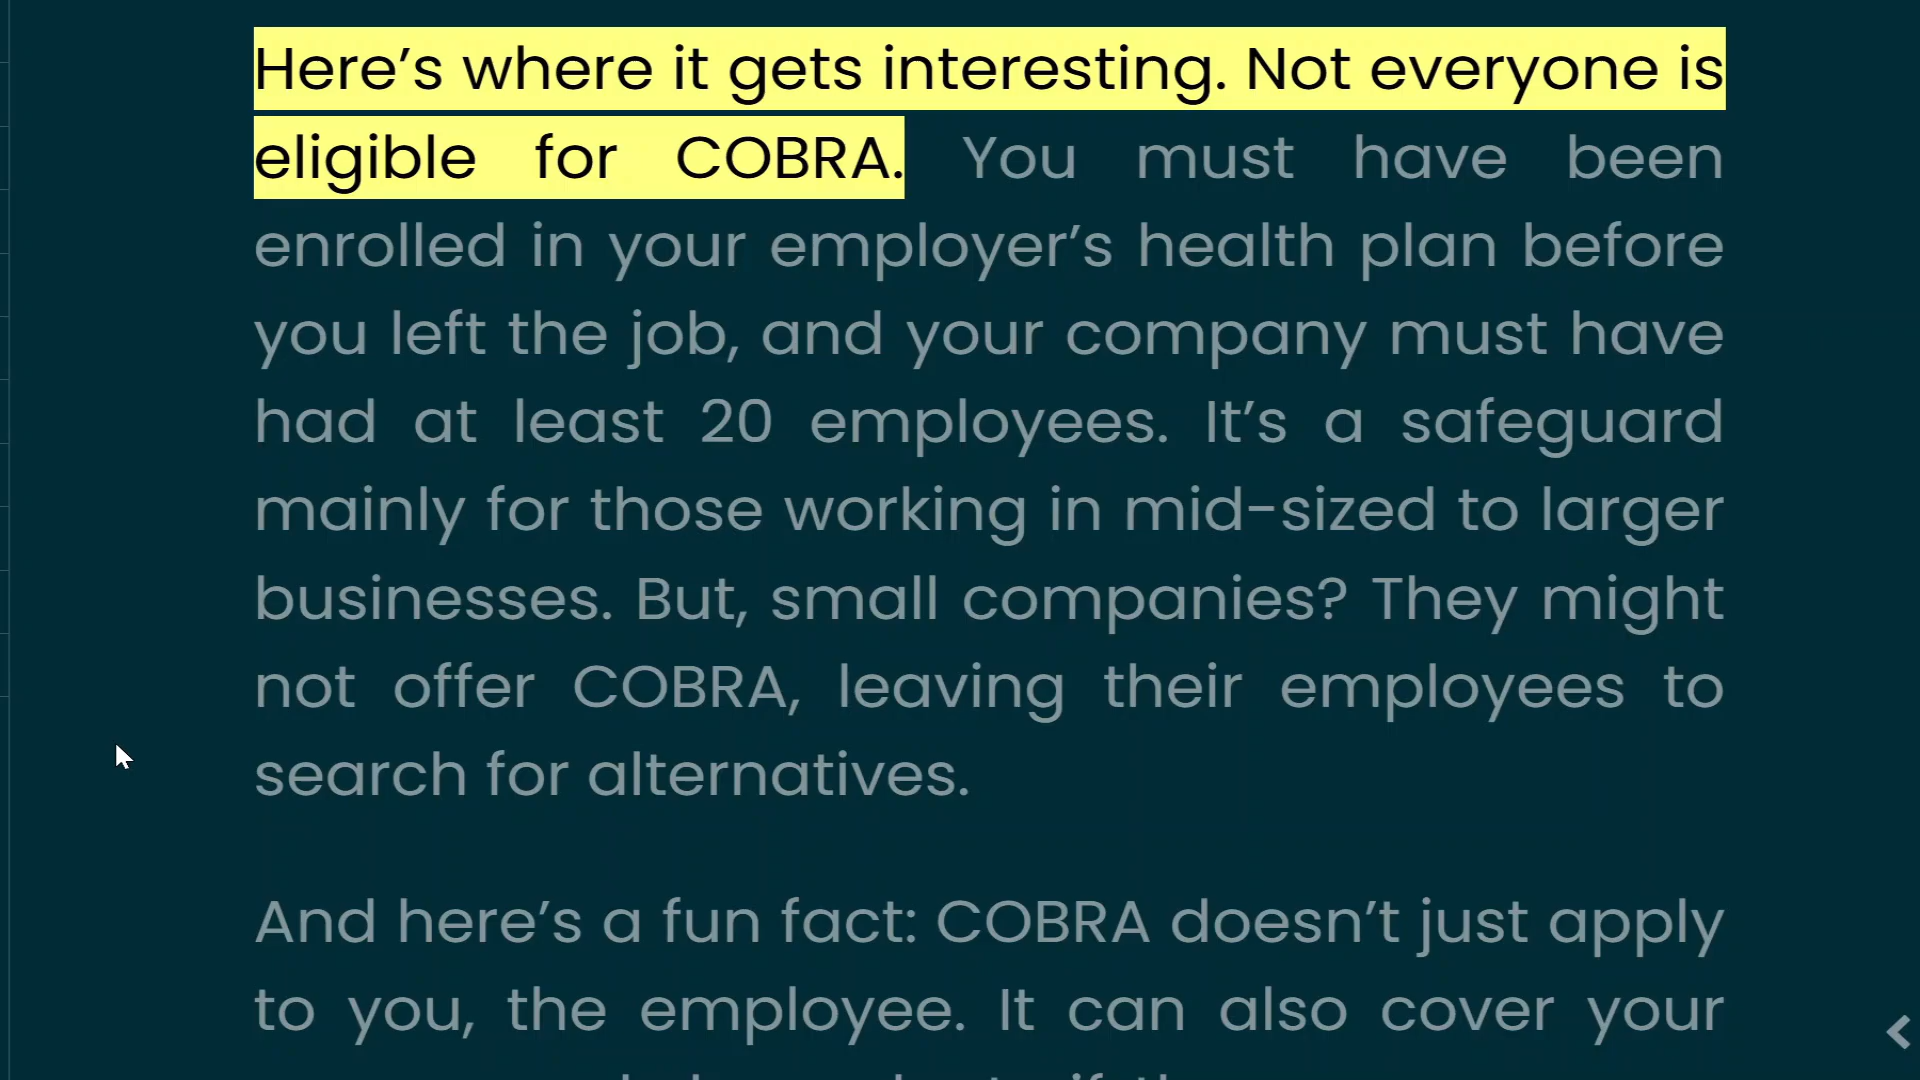 Here’s where it gets interesting. Not everyone is
eligible for COBRA. You must have been
enrolled in your employer’s health plan before
you left the job, and your company must have
had at least 20 employees. It’s a safeguard
mainly for those working in mid-sized to larger
businesses. But, small companies? They might
not offer COBRA, leaving their employees to
search for alternatives.
And here’s a fun fact: COBRA doesn’t just apply
to you, the employee. It can also cover your